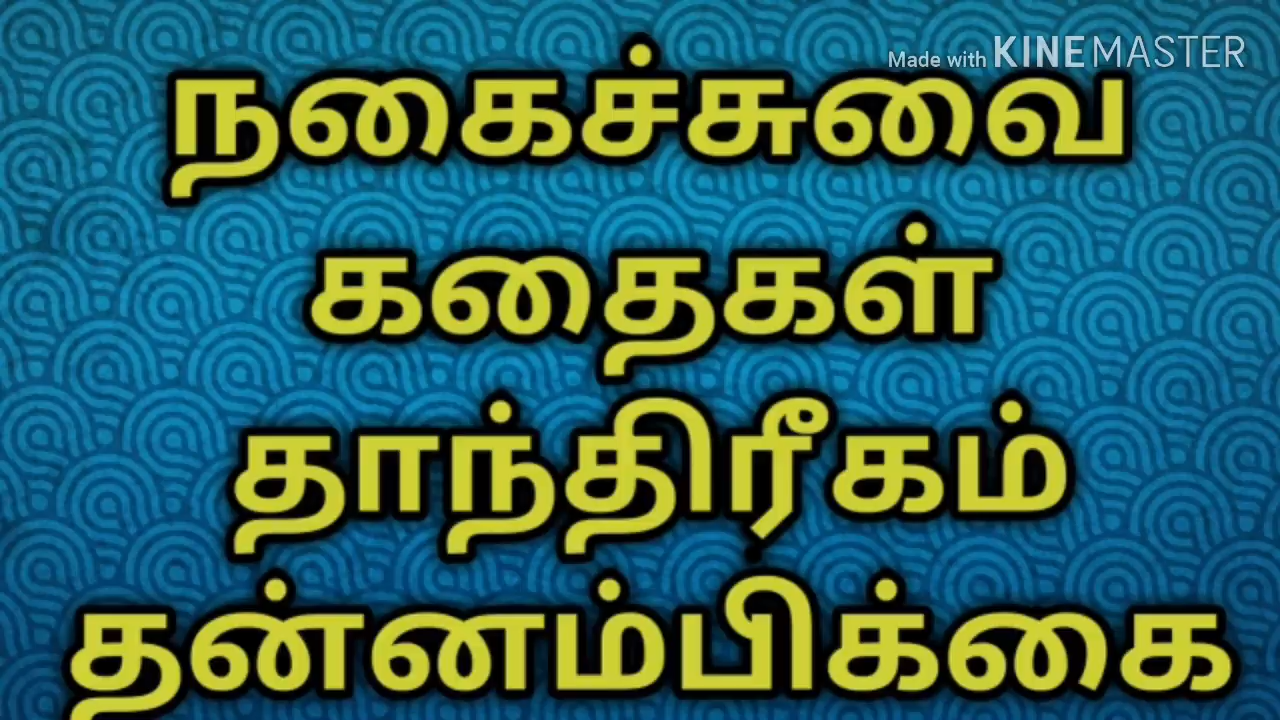 Made with KINEMASTER
நகைச்சுவை
கதைகள்
தாந்திரீகம்
தன்னம்பிக்கை